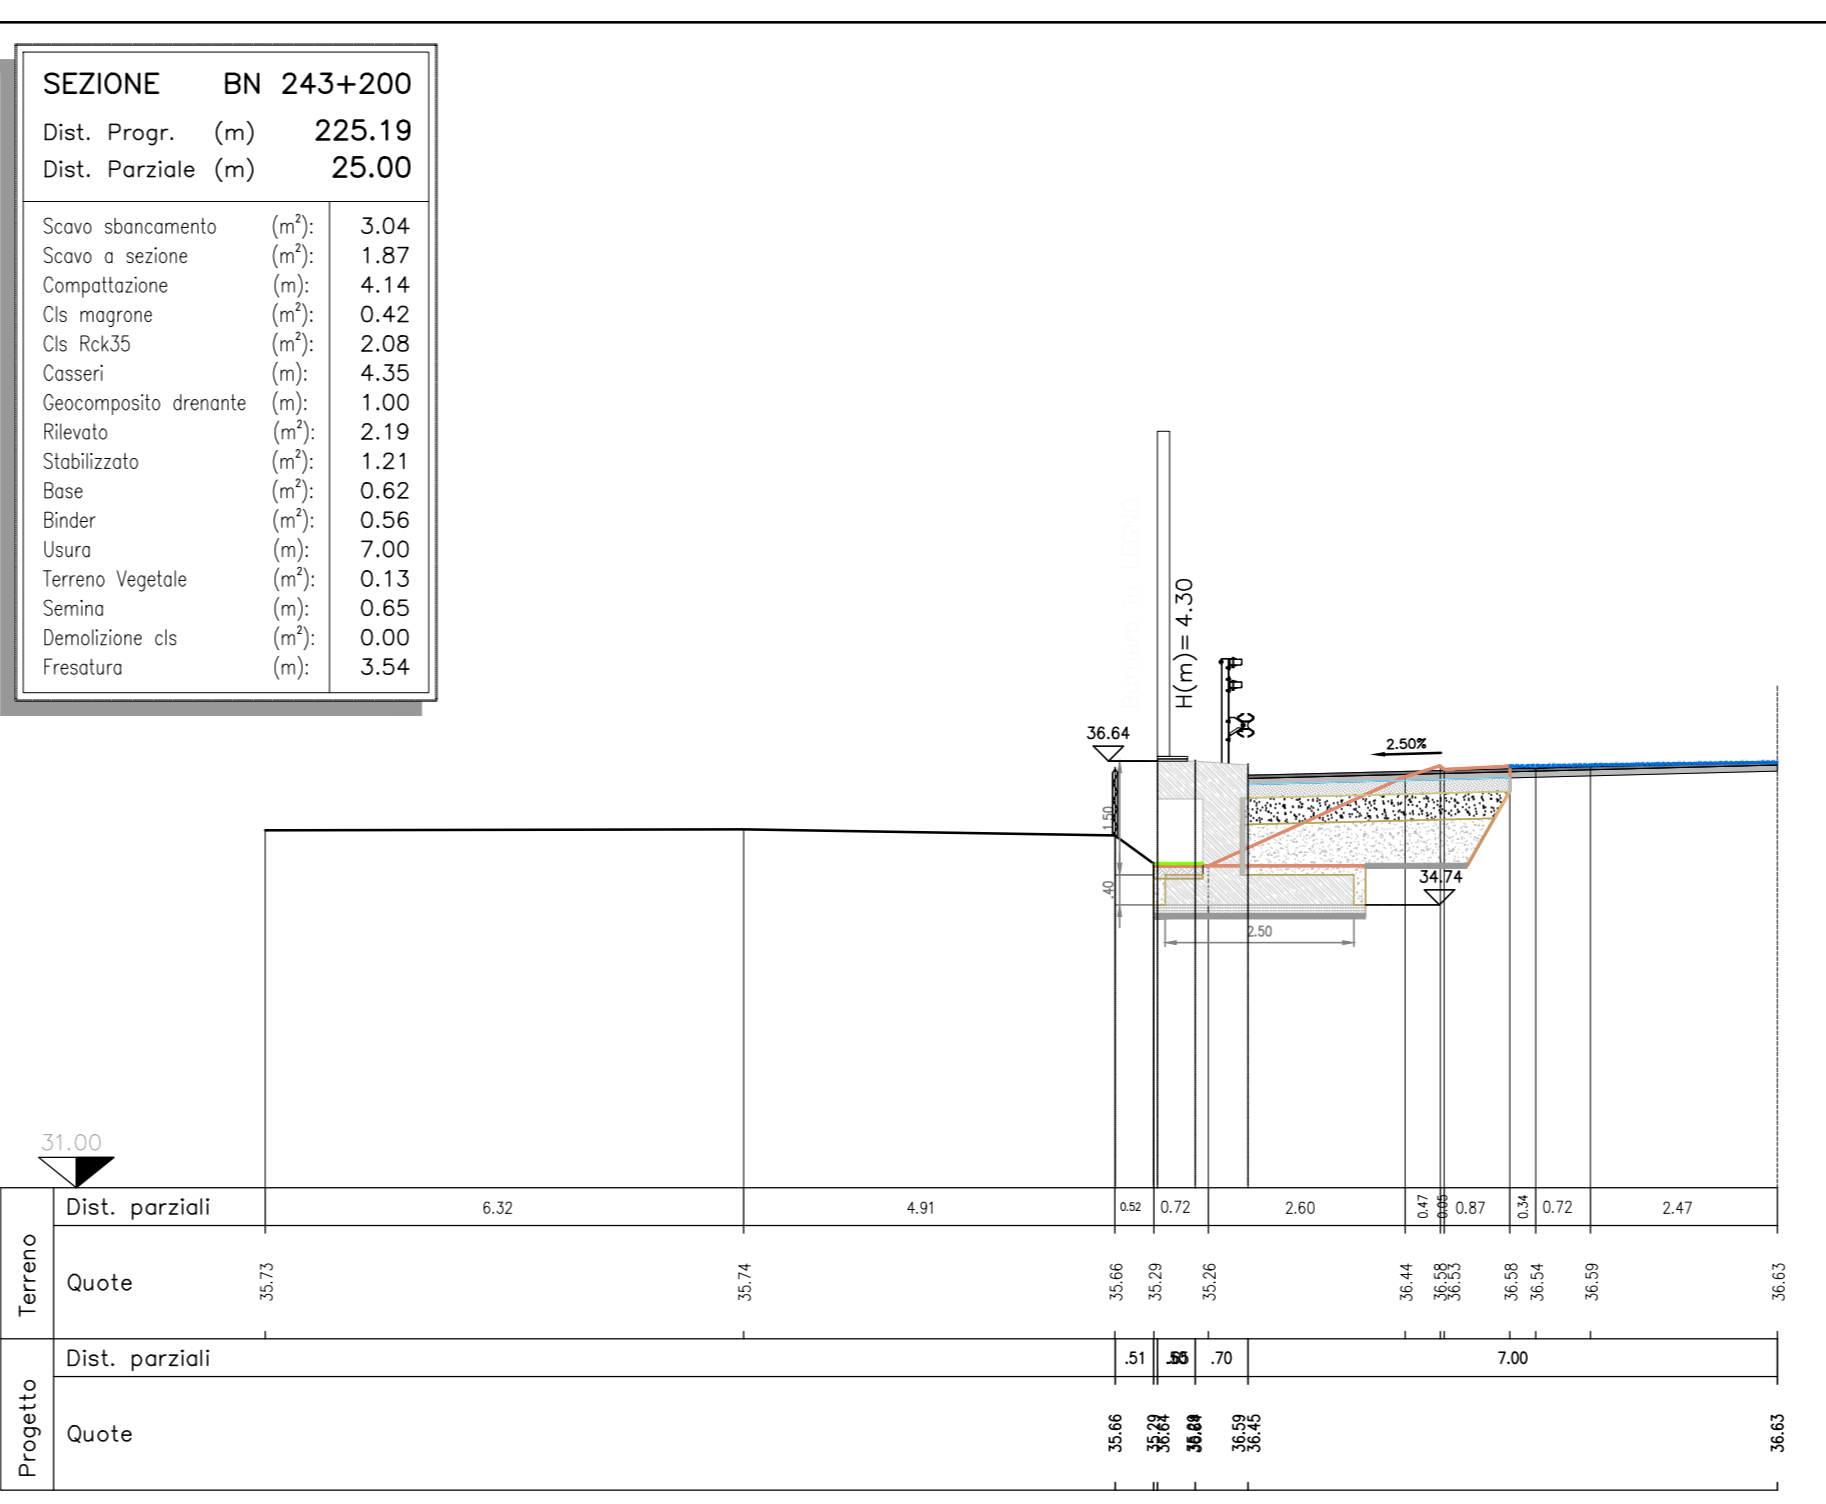 SEZIONE BN 243+200
Dist. Progr. (m) 225.19
Dist. Parziale (m) 25.00
Scavo sbancamento (m²): 3.04
Scavo a sezione (m²): 1.87
Compattazione (m): 4.14
Cls magrone (m²): 0.42
Cls Rck35 (m²): 2.08
Casseri (m): 4.35
Geocomposito drenante (m): 1.00
Rilevato (m²): 2.19
Stabilizzato (m²): 1.21
Base (m²): 0.62
Binder (m²): 0.56
Usura (m): 7.00
Terreno Vegetale (m²): 0.13
Semina (m): 0.65
Demolizione cls (m²): 0.00
Fresatura (m): 3.54
H(m)= 4.30
36.64
2.50%
1.50
.40
34.74
2.50
31.00
Terreno
Dist. parziali 6.32 4.91 0.52 0.72 2.60 0.47 0.05 0.87 0.34 0.72 2.47
Quote 35.73 35.74 35.66 35.29 35.26 36.44 36.58 36.53 36.58 36.54 36.59 36.63
Progetto
Dist. parziali .51 .70 7.00
Quote 35.66 35.29 36.64 36.59 36.45 36.63